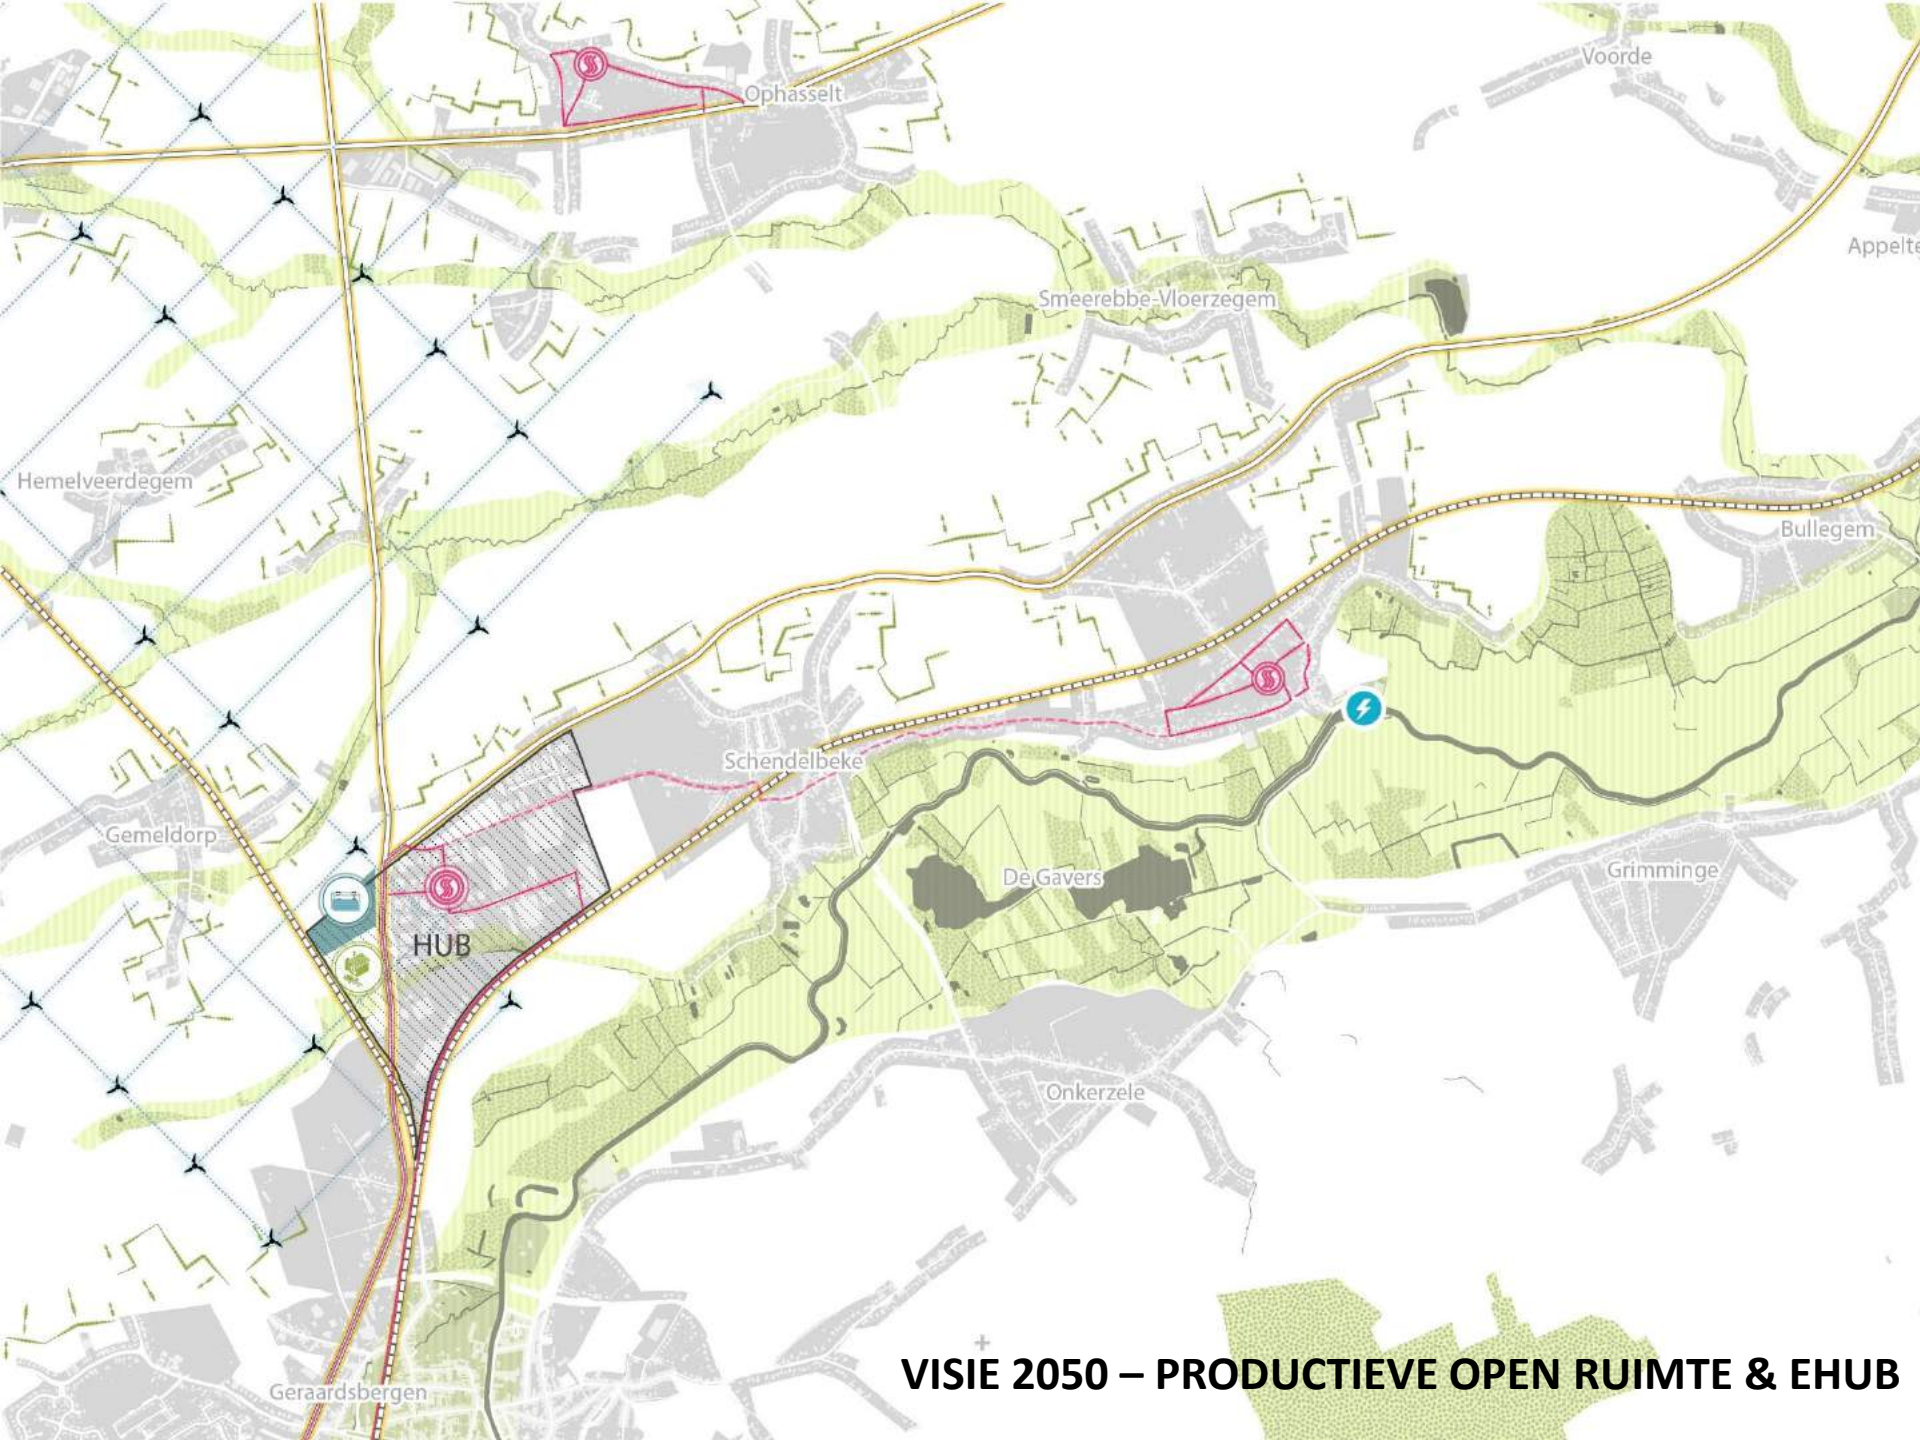 Voorde
Ophasselt
Appelte
Smeerebbe-Vloerzegem
Hemelveerdegem
Bullegem
Schendelbeke
Gemeldorp
De Gavers
Grimminge
HUB
Onkerzele
VISIE 2050 – PRODUCTIEVE OPEN RUIMTE & EHUB
Geraardsbergen